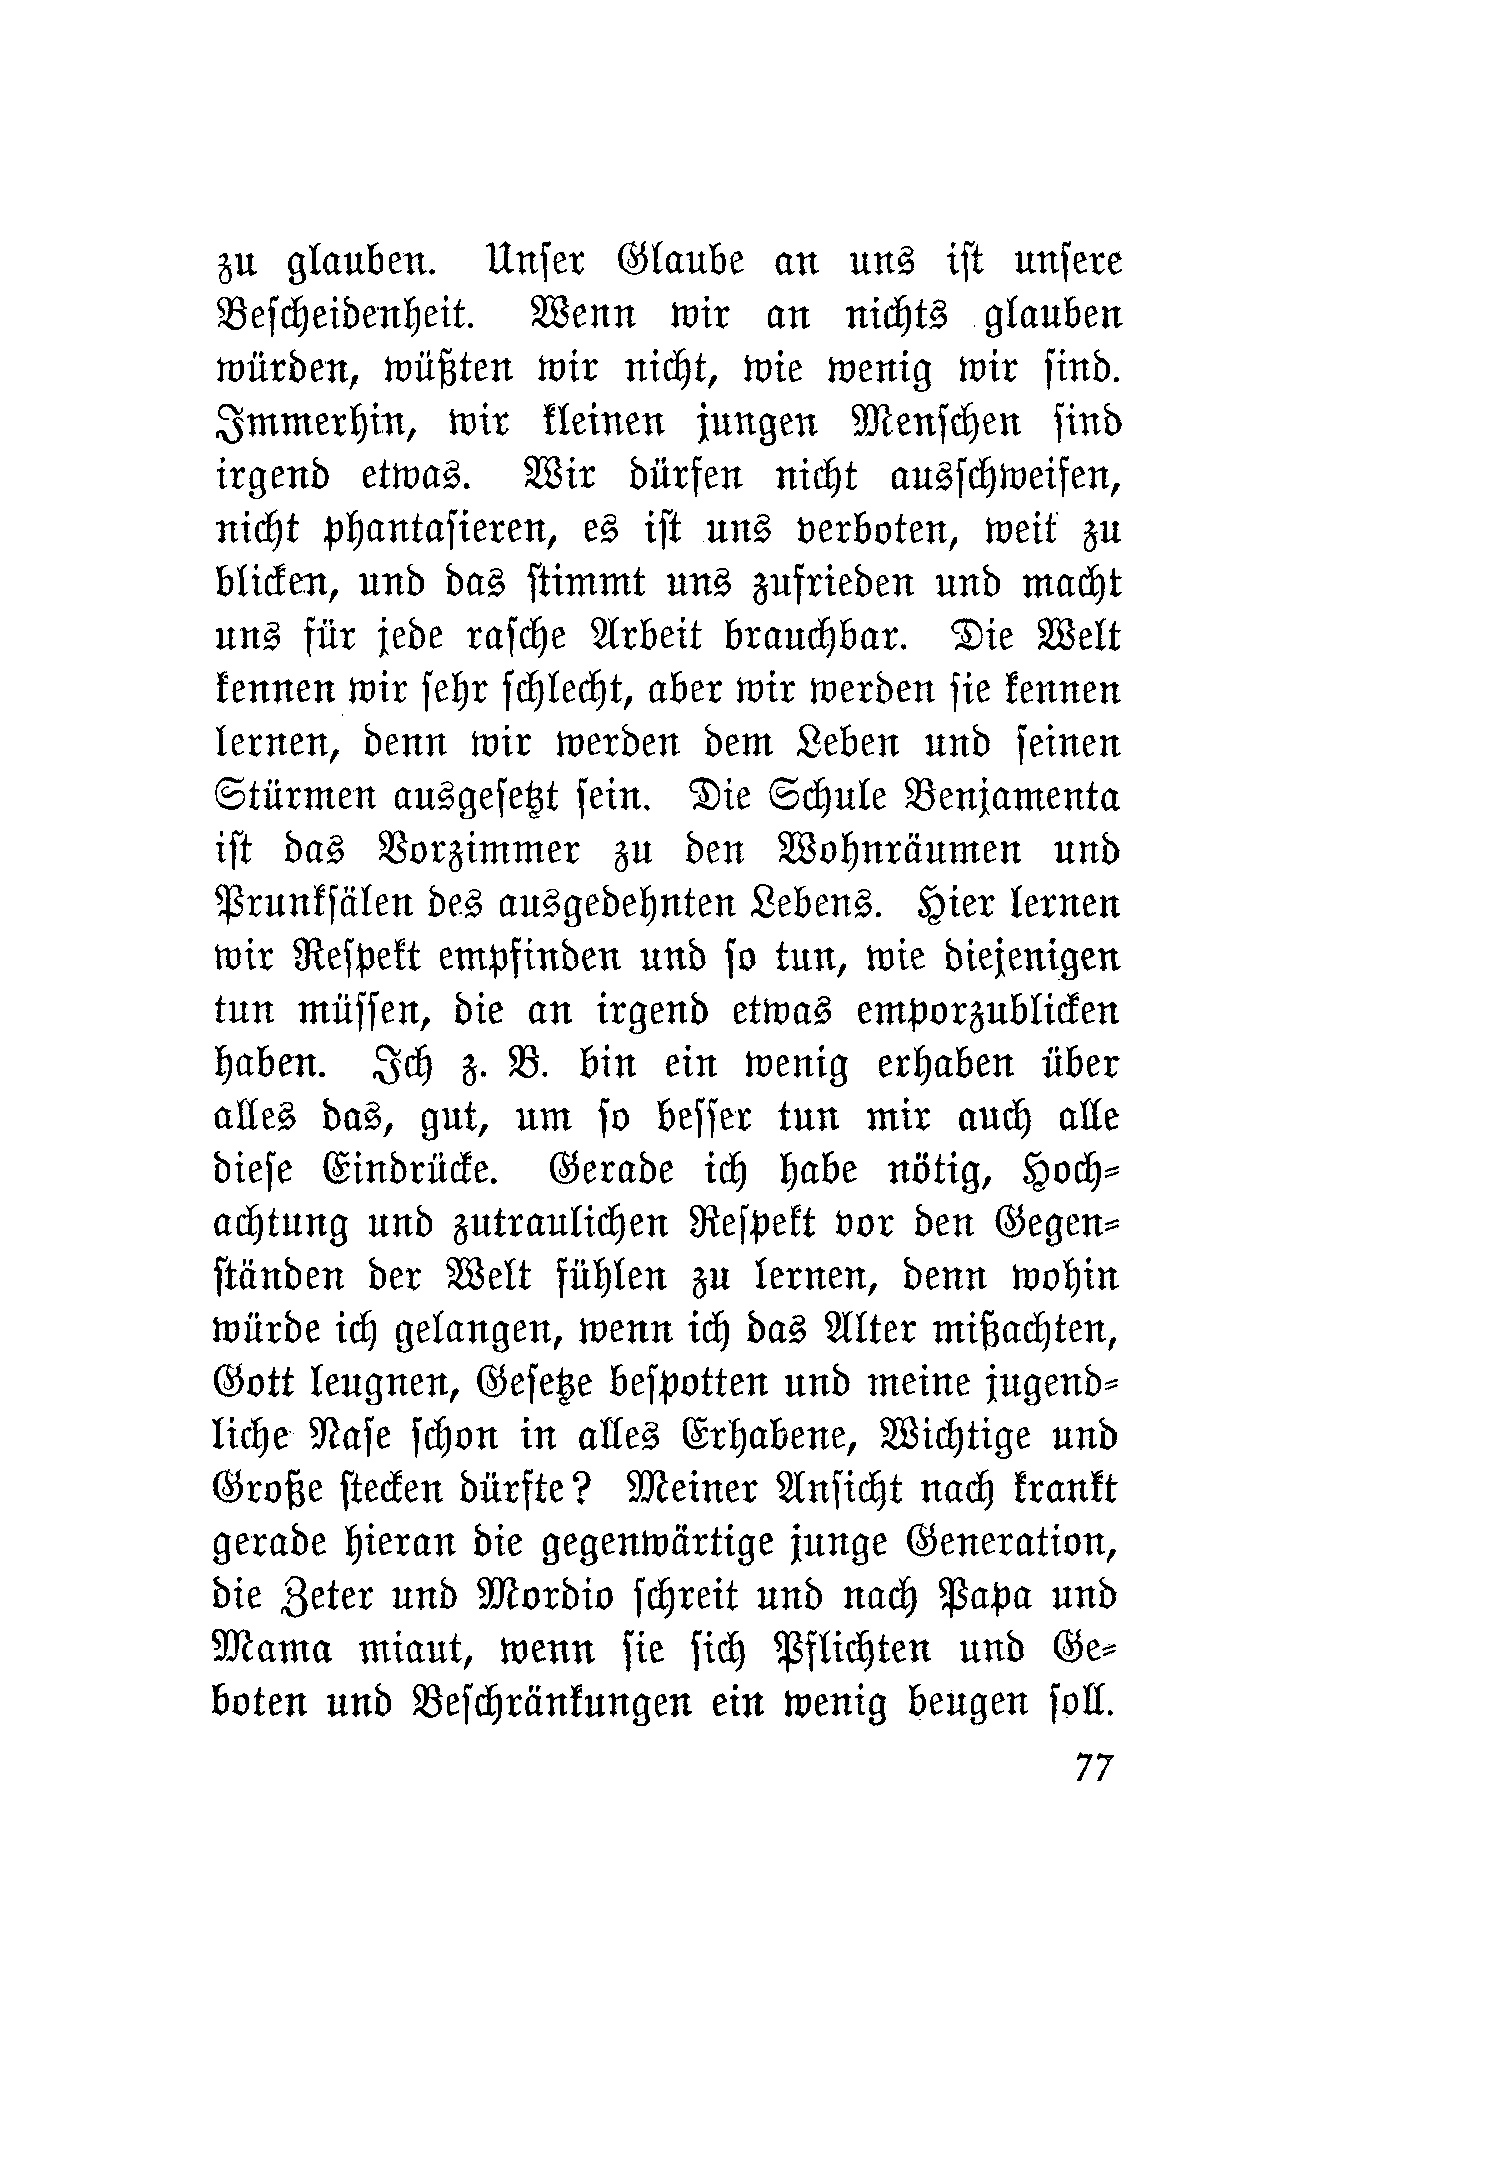 zu glauben. Unſer Glaube an uns iſt unſere
Beſcheidenheit. Wenn wir an nichts glauben
würden, wüßten wir nicht, wie wenig wir ſind.
Immerhin, wir kleinen jungen Menſchen ſind
irgend etwas. Wir dürfen nicht ausſchweifen,
nicht phantaſieren, es iſt uns verboten, weit zu
blicken, und das ſtimmt uns zufrieden und macht
uns für jede raſche Arbeit brauchbar. Die Welt
kennen wir ſehr ſchlecht, aber wir werden ſie kennen
lernen, denn wir werden dem Leben und ſeinen
Stürmen ausgeſetzt ſein. Die Schule Benjamenta
iſt das Vorzimmer zu den Wohnräumen und
Prunkſälen des ausgedehnten Lebens. Hier lernen
wir Reſpekt empfinden und ſo tun, wie diejenigen
tun müſſen, die an irgend etwas emporzublicken
haben. Ich z. B. bin ein wenig erhaben über
alles das, gut, um ſo beſſer tun mir auch alle
dieſe Eindrücke. Gerade ich habe nötig, Hoch⸗
achtung und zutraulichen Reſpekt vor den Gegen⸗
ſtänden der Welt fühlen zu lernen, denn wohin
würde ich gelangen, wenn ich das Alter mißachten,
Gott leugnen, Geſetze beſpotten und meine jugend⸗
liche Naſe ſchon in alles Erhabene, Wichtige und
Große ſtecken dürfte? Meiner Anſicht nach krankt
gerade hieran die gegenwärtige junge Generation,
die Zeter und Mordio ſchreit und nach Papa und
Mama miaut, wenn ſie ſich Pflichten und Ge⸗
boten und Beſchränkungen ein wenig beugen ſoll.
77